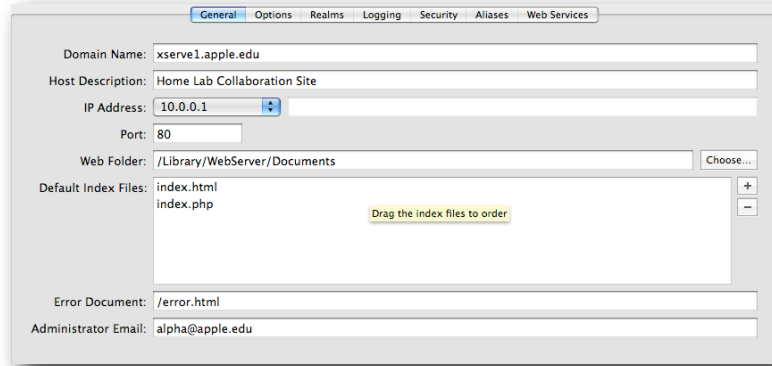 General Options Realms Logging Security Aliases Web Services
Domain Name: xserve1.apple.edu
Host Description: Home Lab Collaboration Site
IP Address: 10.0.0.1
Port: 80
Web Folder: /Library/WebServer/Documents Choose...
Default Index Files: index.html +
index.php −
Drag the index files to order
Error Document: /error.html
Administrator Email: alpha@apple.edu